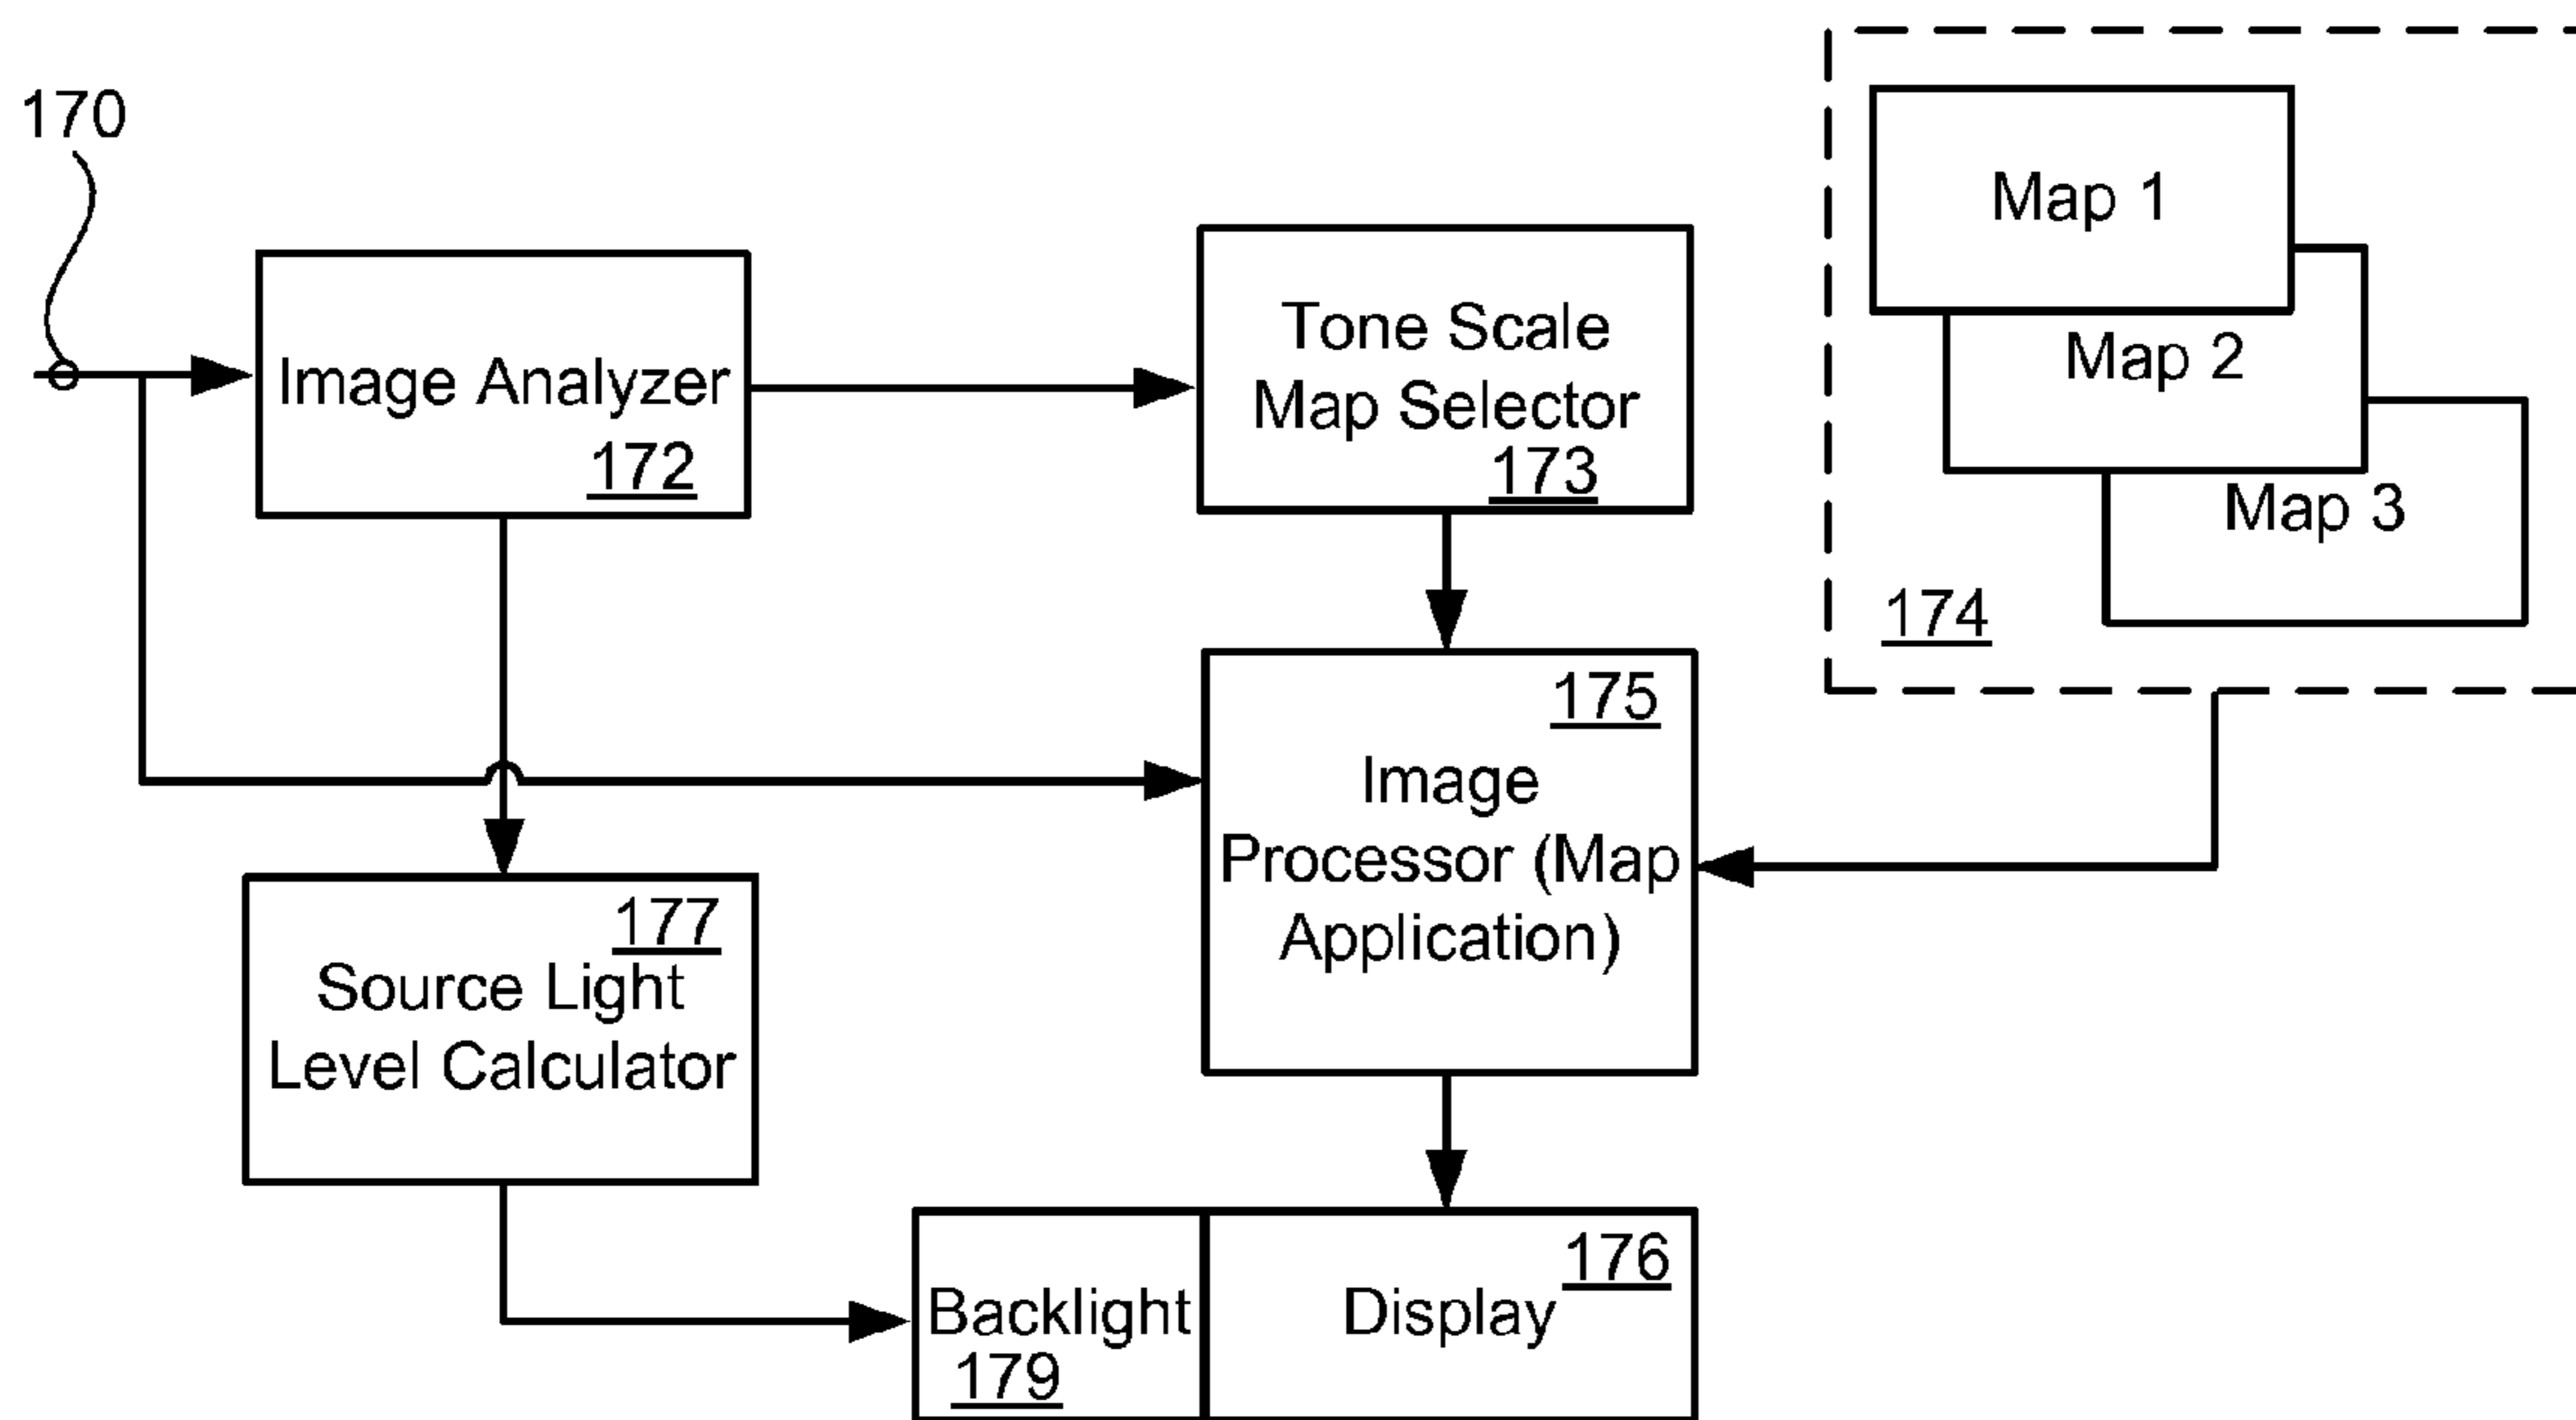 170
Image Analyzer
172
Tone Scale
Map Selector
173
Map 1
Map 2
Map 3
174
175
Image
Processor (Map
Application)
177
Source Light
Level Calculator
Backlight
179
176
Display